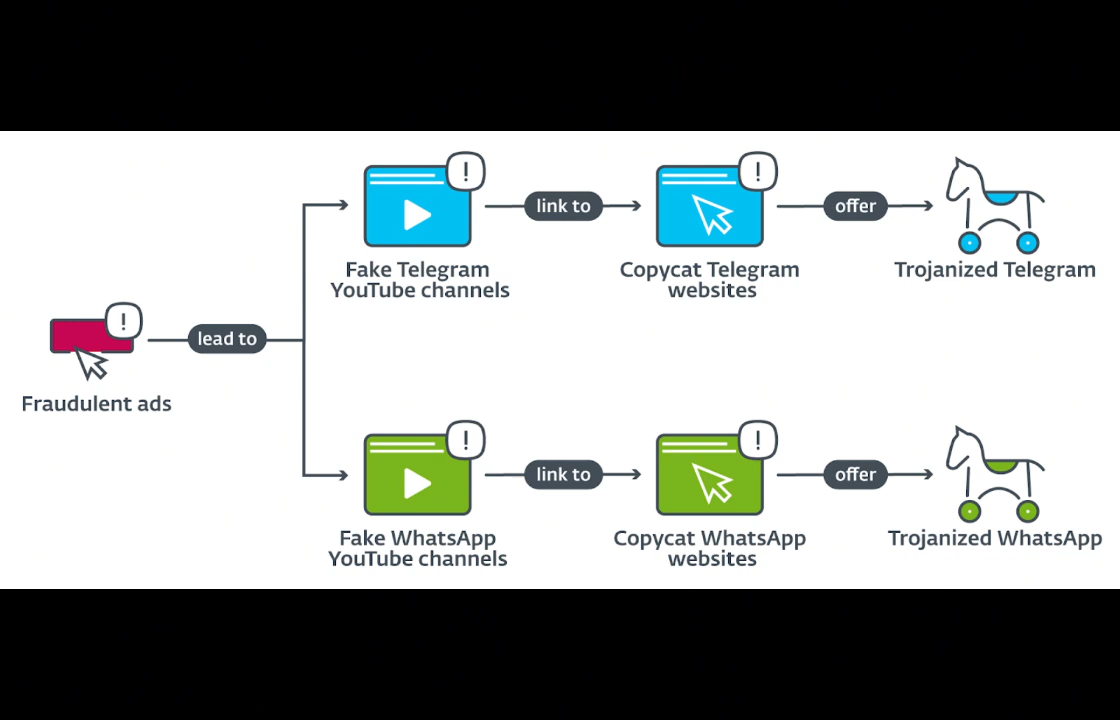 !
!
link to
offer
Fake Telegram
YouTube channels
Copycat Telegram
websites
Trojanized Telegram
!
lead to
Fraudulent ads
!
!
link to
offer
Fake WhatsApp
YouTube channels
Copycat WhatsApp
websites
Trojanized WhatsApp